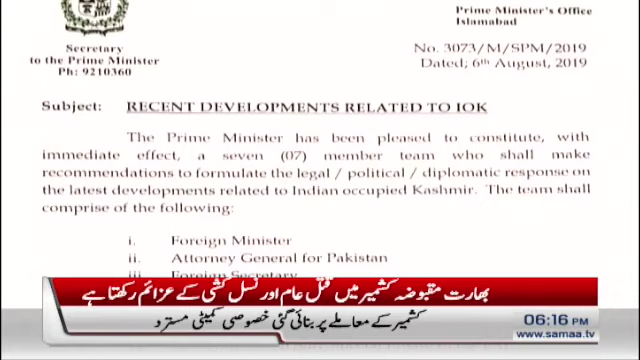 Prime Minister's Office
Islamabad
Secretary
to the Prime Minister
Ph: 9210360
No. 3073/M/SPM/2019
Dated; 6th August, 2019
Subject: RECENT DEVELOPMENTS RELATED TO IOK
The Prime Minister has been pleased to constitute, with
immediate effect, a seven (07) member team who shall make
recommendations to formulate the legal / political / diplomatic response on
the latest developments related to Indian occupied Kashmir. The team shall
comprise of the following:
i. Foreign Minister
ii. Attorney General for Pakistan
iii. Foreign Secretary
بھارت مقبوضہ کشمیر میں قتل عام اور نسل کشی کے عزائم رکھتا ہے
کشمیر کے معاملے پر بنائی گئی خصوصی کمیٹی مسترد
06:16 PM
www.samaa.tv